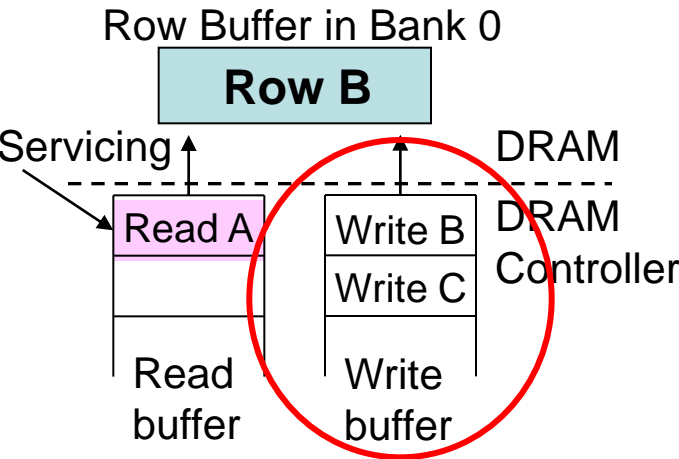 Row Buffer in Bank 0
Row B
Servicing
DRAM
Read A
Write B
DRAM
Controller
Write C
Read
buffer
Write
buffer